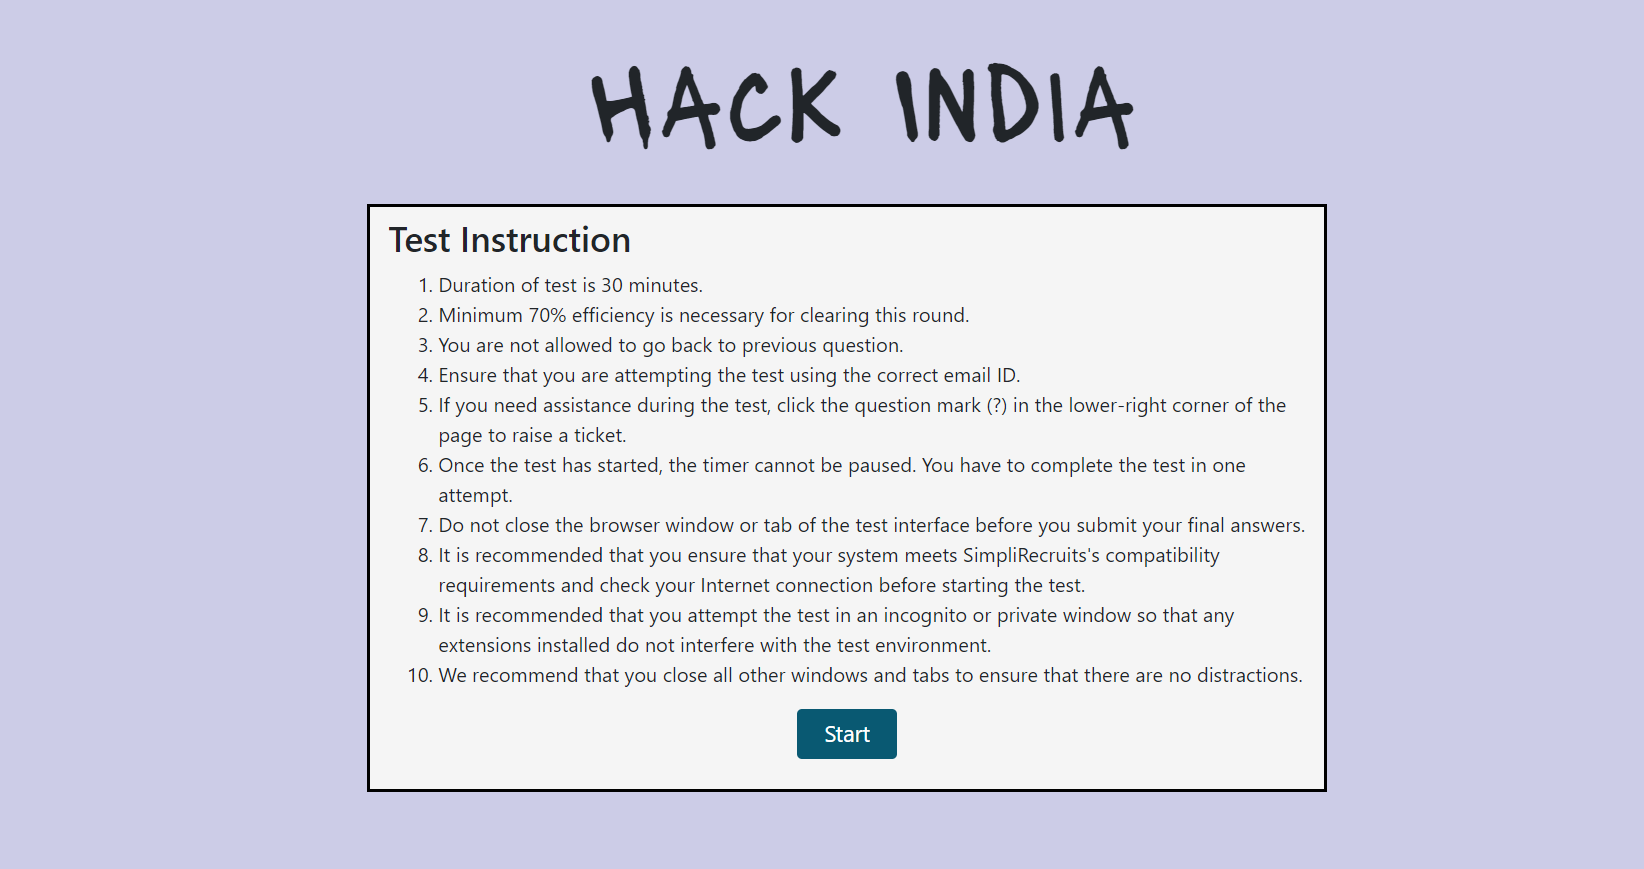 HACK INDIA
Test Instruction
1. Duration of test is 30 minutes.
2. Minimum 70% efficiency is necessary for clearing this round.
3. You are not allowed to go back to previous question.
4. Ensure that you are attempting the test using the correct email ID.
5. If you need assistance during the test, click the question mark (?) in the lower-right corner of the
page to raise a ticket.
6. Once the test has started, the timer cannot be paused. You have to complete the test in one
attempt.
7. Do not close the browser window or tab of the test interface before you submit your final answers.
8. It is recommended that you ensure that your system meets SimpliRecruits's compatibility
requirements and check your Internet connection before starting the test.
9. It is recommended that you attempt the test in an incognito or private window so that any
extensions installed do not interfere with the test environment.
10. We recommend that you close all other windows and tabs to ensure that there are no distractions.
Start